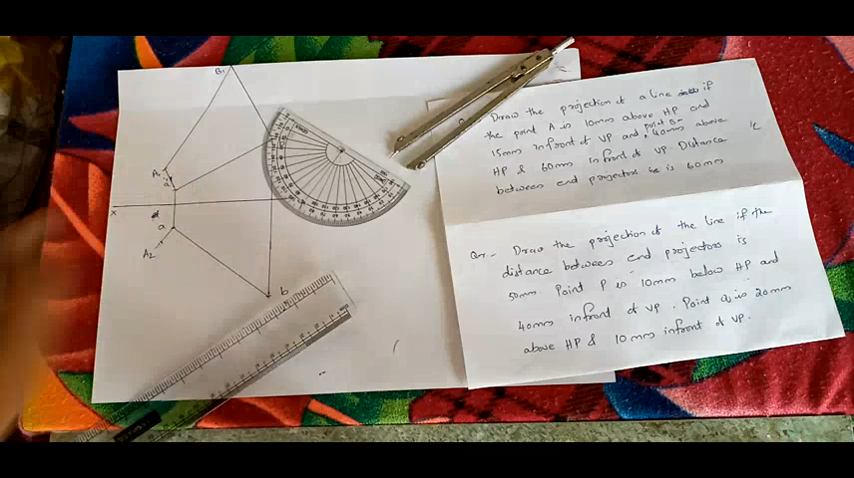 B1
A1
a'
X
a
A2
b
Draw the projection of a line if
the point A is 10mm above HP and
15mm infront of VP and point B is 40mm above
HP & 60mm infront of VP. Distance
between end projectors is 60mm
Qn:- Draw the projection of the line if the
distance between end projectors is
50mm. Point P is 10mm below HP and
40mm infront of VP. Point Q is 20mm
above HP & 10mm infront of VP.